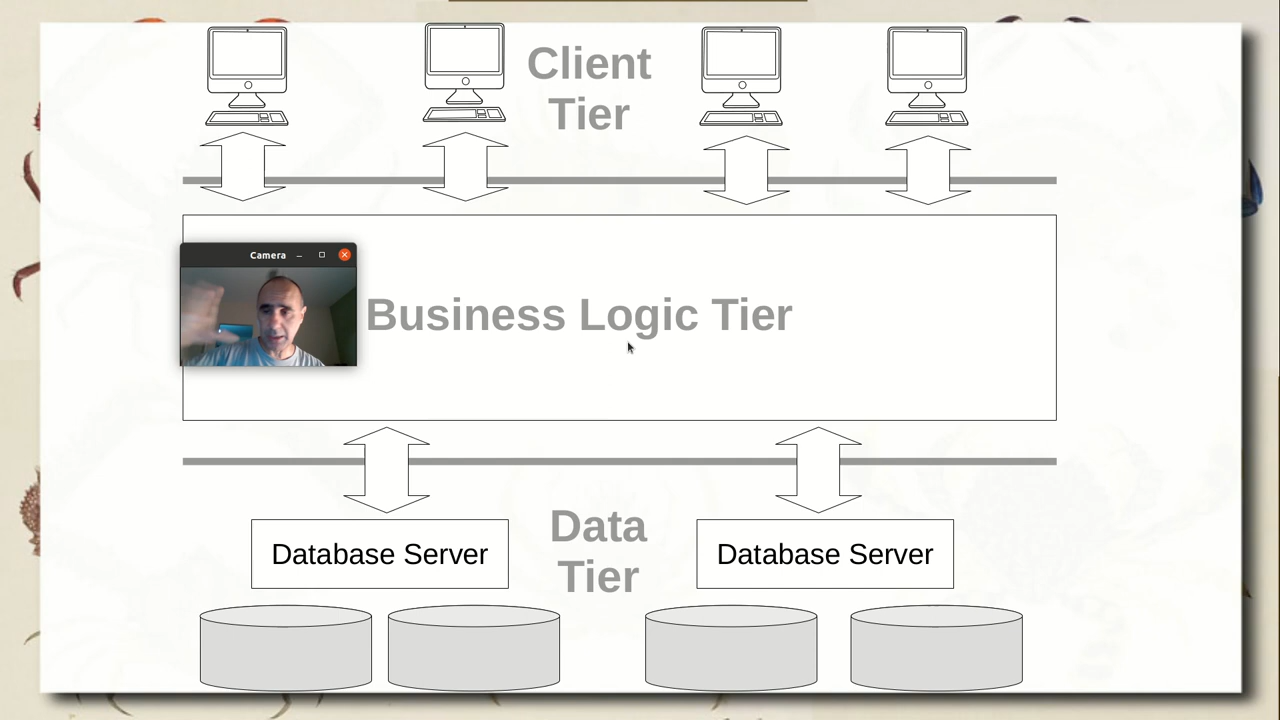 Client
Tier
Camera
Business Logic Tier
Data
Tier
Database Server
Database Server